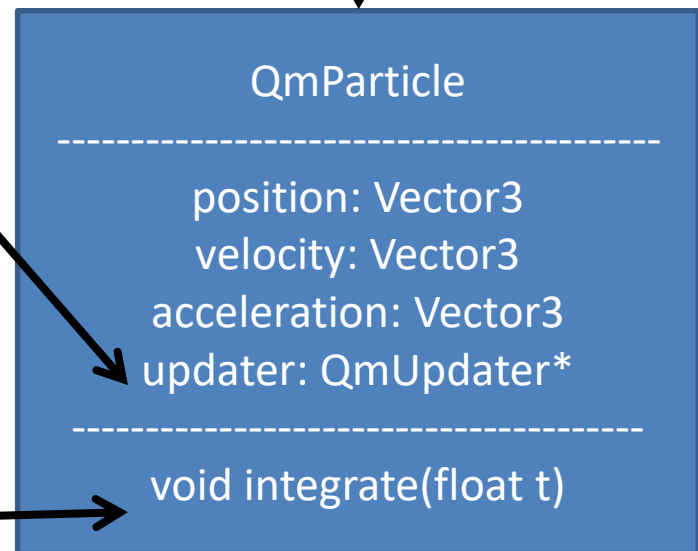 QmParticle
-----------------------------------------
position: Vector3
velocity: Vector3
acceleration: Vector3
updater: QmUpdater*
---------------------------------------
void integrate(float t)